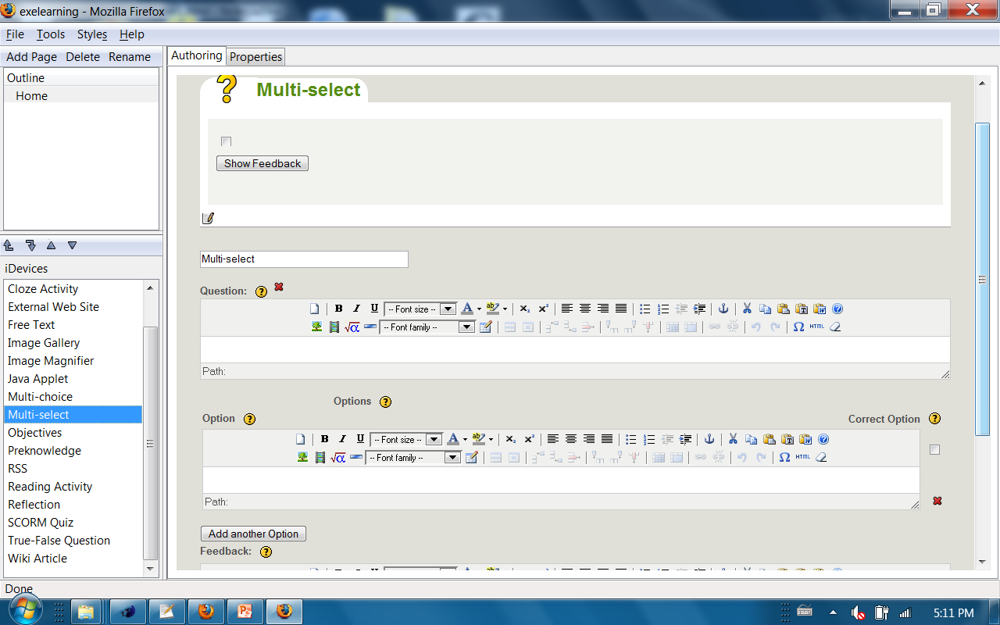 exelearning - Mozilla Firefox
File Tools Styles Help
Add Page Delete Rename
Outline
Home
iDevices
Cloze Activity
External Web Site
Free Text
Image Gallery
Image Magnifier
Java Applet
Multi-choice
Multi-select
Objectives
Preknowledge
RSS
Reading Activity
Reflection
SCORM Quiz
True-False Question
Wiki Article
Authoring Properties
Multi-select
Show Feedback
Multi-select
Question:
B I U -- Font size --
-- Font family -- HTML
Path:
Options
Option Correct Option
B I U -- Font size --
-- Font family -- HTML
Path:
Add another Option
Feedback:
Done
5:11 PM